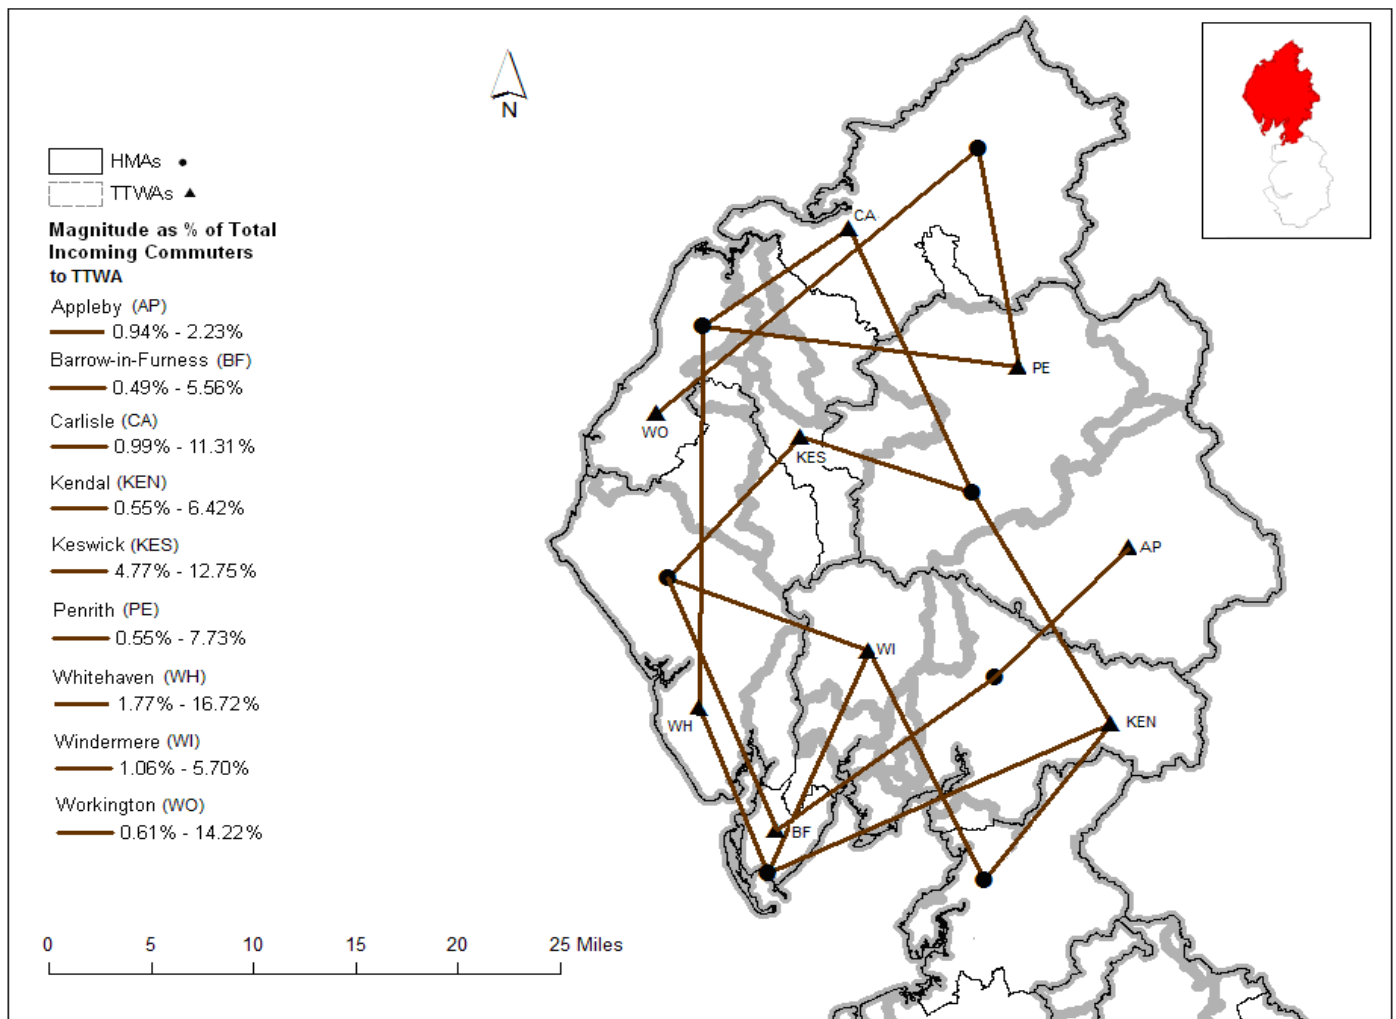 N
HMAs
TTWAs
Magnitude as % of Total
Incoming Commuters
to TTWA
Appleby (AP)
0.94% - 2.23%
Barrow-in-Furness (BF)
0.49% - 5.56%
Carlisle (CA)
0.99% - 11.31%
Kendal (KEN)
0.55% - 6.42%
Keswick (KES)
4.77% - 12.75%
Penrith (PE)
0.55% - 7.73%
Whitehaven (WH)
1.77% - 16.72%
Windermere (WI)
1.06% - 5.70%
Workington (WO)
0.61% - 14.22%
0 5 10 15 20 25 Miles
CA
PE
WO
KES
AP
WI
WH
KEN
BF